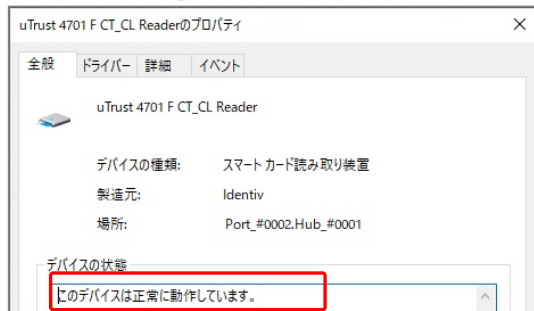 uTrust 4701 F CT_CL Readerのプロパティ
全般 ドライバー 詳細 イベント
uTrust 4701 F CT_CL Reader
デバイスの種類: スマート カード読み取り装置
製造元: Identiv
場所: Port_#0002.Hub_#0001
デバイスの状態
このデバイスは正常に動作しています。